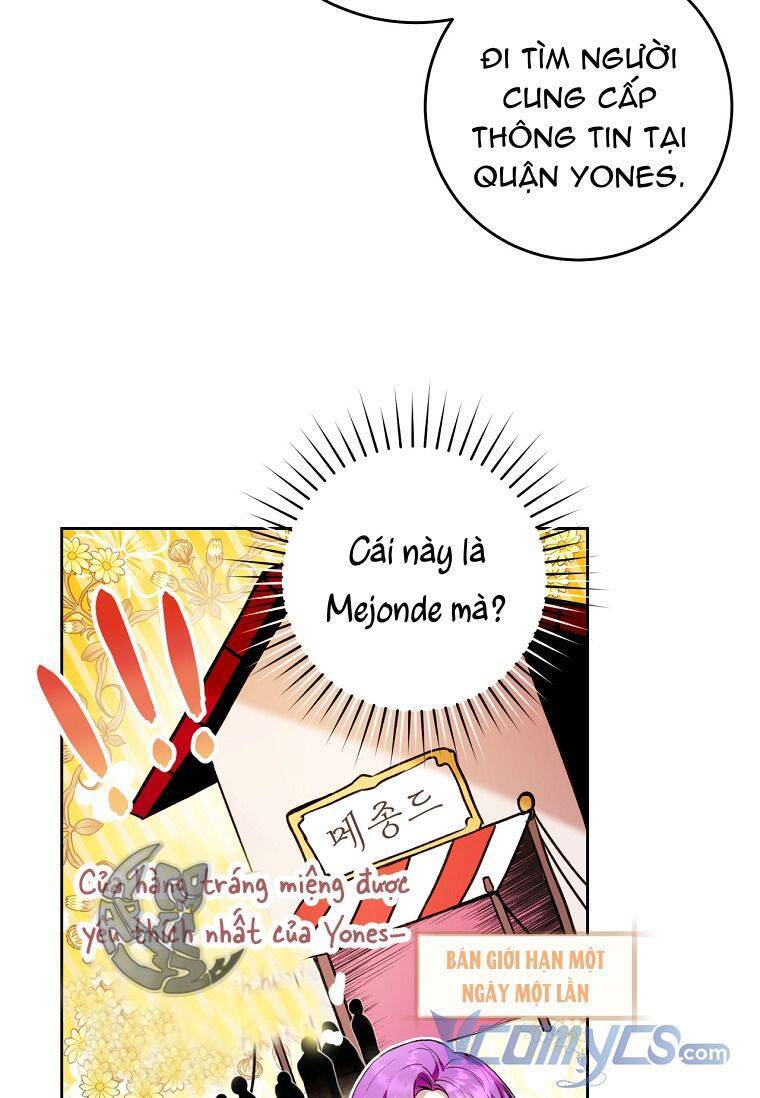 ĐI TÌM NGƯỜI
CUNG CẤP
THÔNG TIN TẠI
QUẬN YONES.
Cái này là
Mejonde mà?
!!!
메종드
Cửa hàng tráng miệng được
yêu thích nhất của Yones–
BÁN GIỚI HẠN MỘT
NGÀY MỘT LẦN
VCOMYCS.com